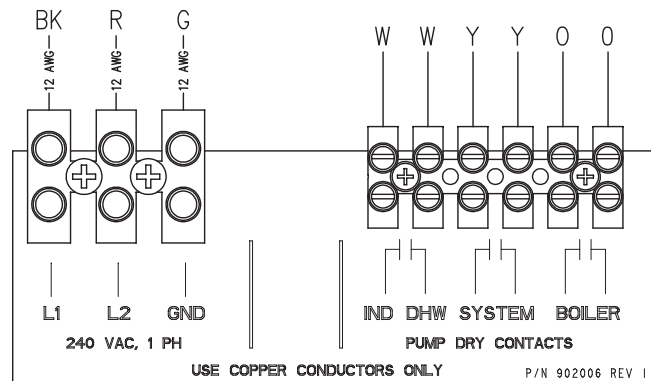 BK R G W W Y Y O O
12 AWG 12 AWG 12 AWG
L1 L2 GND IND DHW SYSTEM BOILER
240 VAC, 1 PH PUMP DRY CONTACTS
USE COPPER CONDUCTORS ONLY
P/N 902006 REV I